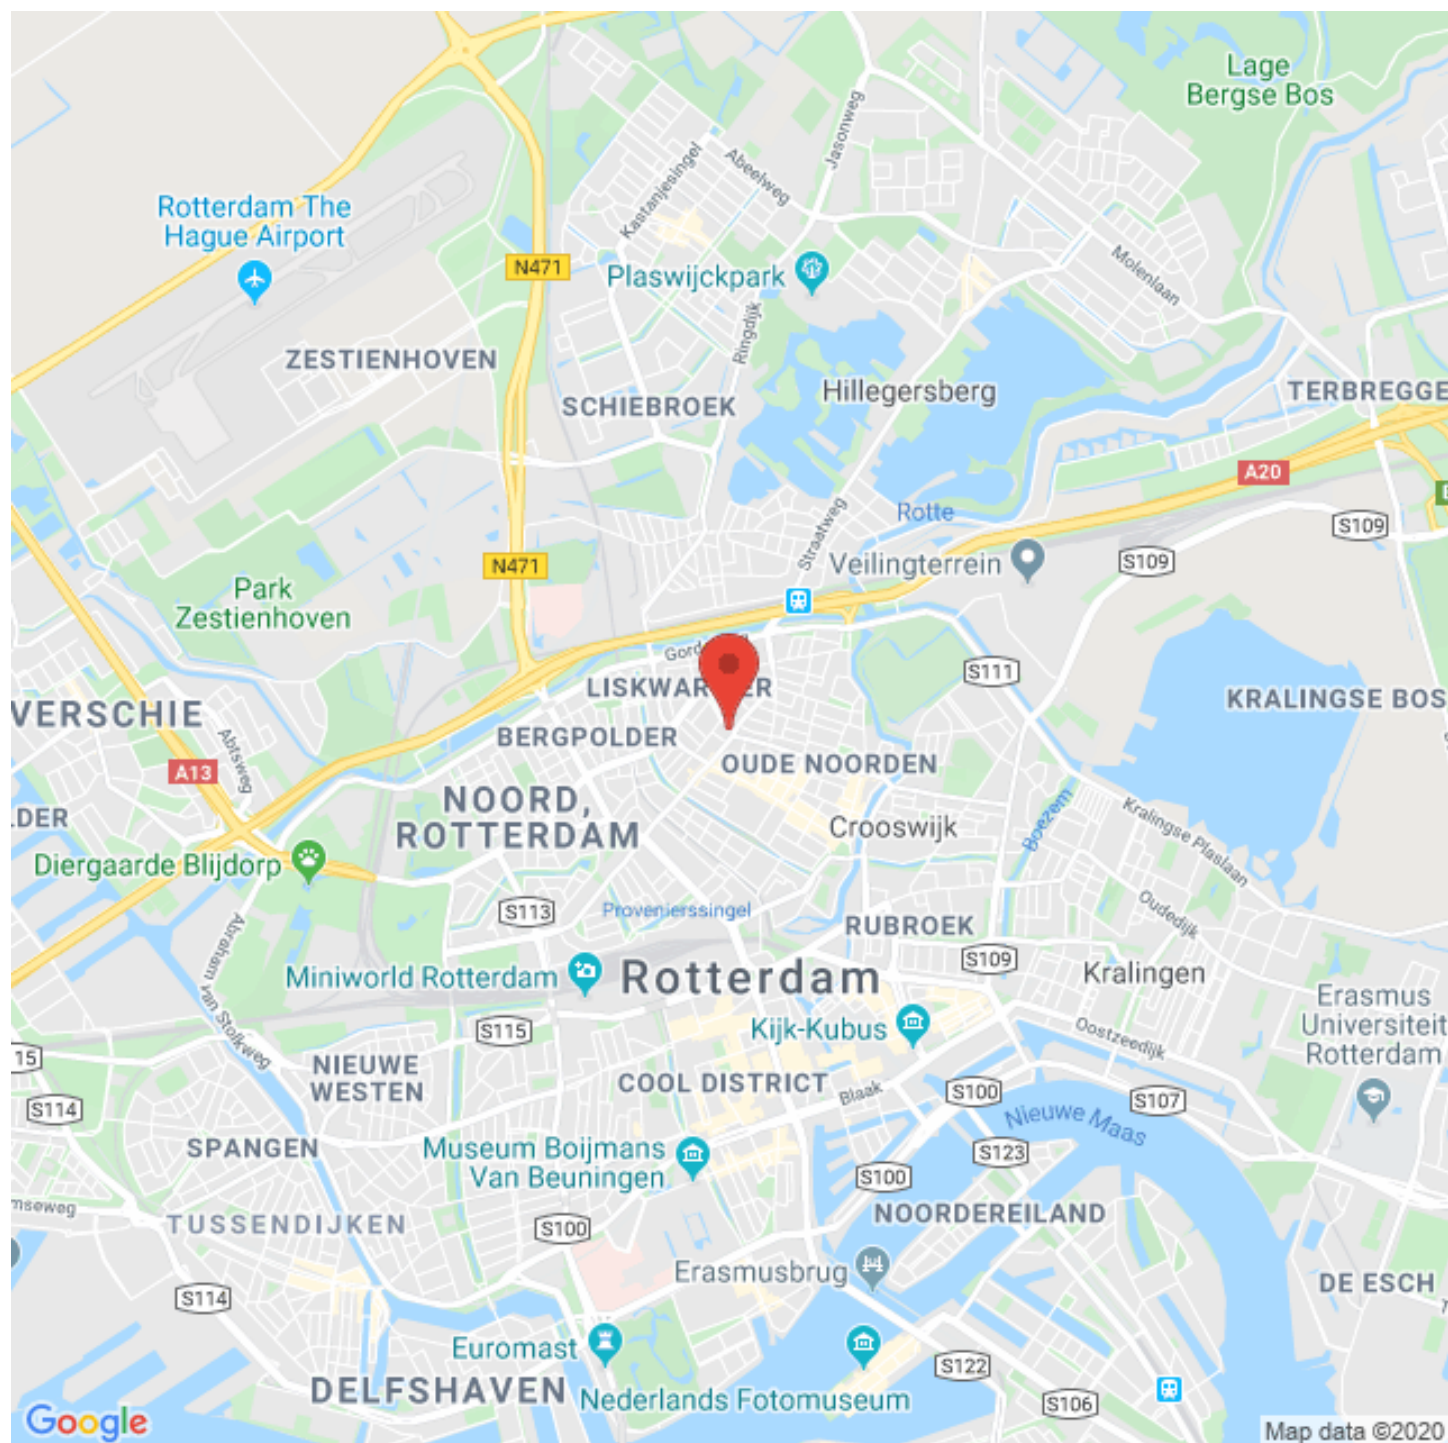 Lage
Bergse Bos
Jasonweg
Abeelweg
Kastanjesingel
Rotterdam The
Hague Airport
N471
Plaswijckpark
Molenlaan
Ringdijk
ZESTIENHOVEN
Hillegersberg
TERBREGGE
SCHIEBROEK
A20
Rotte
S109
Straatweg
N471
Veilingterrein
S109
Park
Zestienhoven
S111
LISKWAR
ER
KRALINGSE BOS
VERSCHIE
BERGPOLDER
Abtsweg
OUDE NOORDEN
A13
NOORD,
ROTTERDAM
LDER
Crooswijk
Boezem
Kralingse Plaslaan
Diergaarde Blijdorp
S113
Provenierssingel
Oudedijk
RUBROEK
Abraham van Stolkweg
S109
Miniworld Rotterdam
Rotterdam
Kralingen
Erasmus
Universiteit
Rotterdam
S115
Kijk-Kubus
Oostzeedijk
15
NIEUWE
WESTEN
COOL DISTRICT
Blaak
S100
S107
S114
Nieuwe Maas
SPANGEN
Museum Boijmans
Van Beuningen
S123
S100
mseweg
TUSSENDIJKEN
S100
NOORDEREILAND
Erasmusbrug
DE ESCH
S114
Euromast
S122
DELFSHAVEN
Nederlands Fotomuseum
S106
Google
Map data ©2020